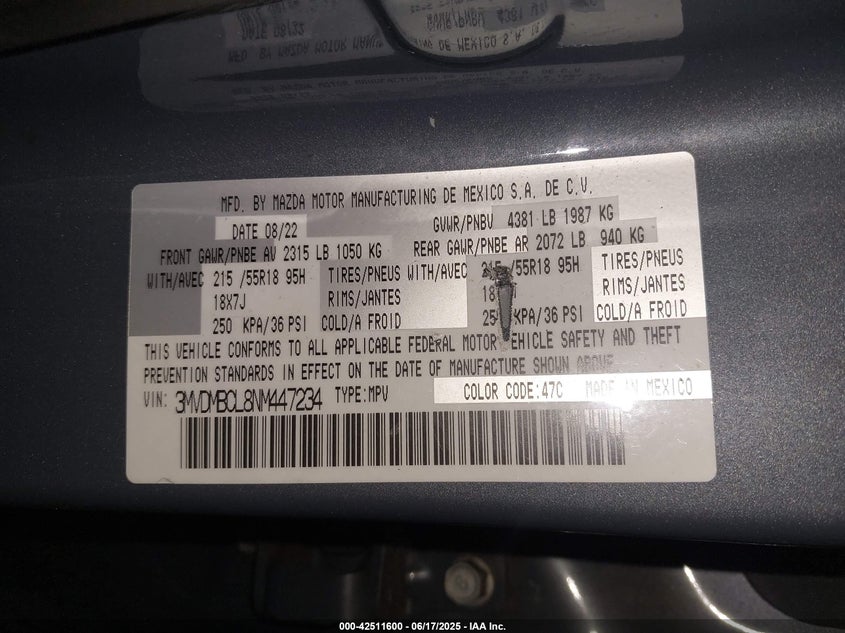 MFD. BY MAZDA MOTOR MANUFACTURING DE MEXICO S.A. DE C.V.
DATE 08/22 GVWR/PNBV 4381 LB 1987 KG
FRONT GAWR/PNBE AV 2315 LB 1050 KG REAR GAWR/PNBE AR 2072 LB 940 KG
WITH/AVEC 215 /55R18 95H TIRES/PNEUS WITH/AVEC 215 /55R18 95H TIRES/PNEUS
18X7J RIMS/JANTES 18 RIMS/JANTES
250 KPA/36 PSI COLD/A FROID 25 KPA/36 PSI COLD/A FROID
THIS VEHICLE CONFORMS TO ALL APPLICABLE FEDERAL MOTOR EHICLE SAFETY AND THEFT
PREVENTION STANDARDS IN EFFECT ON THE DATE OF MANUFACTURE SHOWN ABOVE
VIN: 3MVDMBCL8NM447234 TYPE:MPV COLOR CODE:47C MADE IN MEXICO
000-42511600 - 06/17/2025 - IAA Inc.